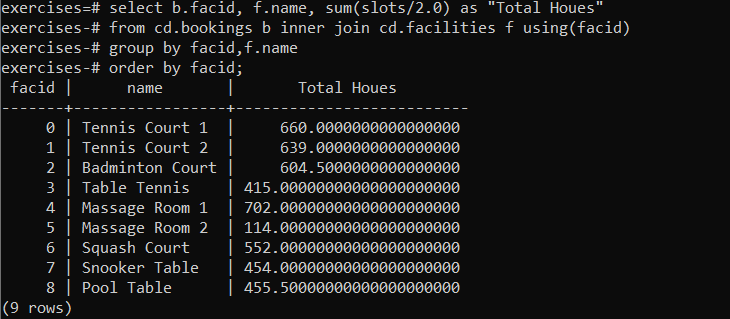 exercises=# select b.facid, f.name, sum(slots/2.0) as "Total Houes"
exercises-# from cd.bookings b inner join cd.facilities f using(facid)
exercises-# group by facid,f.name
exercises-# order by facid;
 facid |      name       |       Total Houes
-------+-----------------+-------------------------
     0 | Tennis Court 1  |    660.0000000000000000
     1 | Tennis Court 2  |    639.0000000000000000
     2 | Badminton Court |    604.5000000000000000
     3 | Table Tennis    | 415.00000000000000000000
     4 | Massage Room 1  | 702.00000000000000000000
     5 | Massage Room 2  | 114.00000000000000000000
     6 | Squash Court    | 552.00000000000000000000
     7 | Snooker Table   | 454.00000000000000000000
     8 | Pool Table      | 455.50000000000000000000
(9 rows)